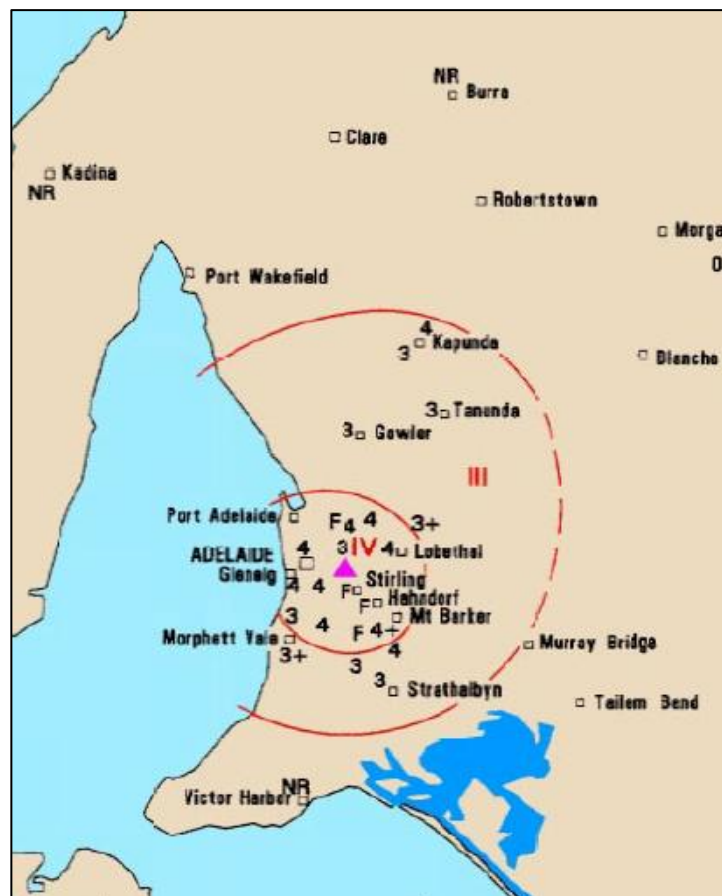 NR
Burra
Clare
Kadina
NR
Robertstown
Morga
0
Port Wakefield
4
3
Kapunda
Blanche
3
Tanunda
3
Gawler
III
Port Adelaide
F
4
4
3+
4
3
IV
4
Lobethal
ADELAIDE
Glenelg
Stirling
4
4
F
Hahndorf
F
3
4
F
4+
Mt Barker
Morphett Vale
3+
4
3
Murray Bridge
3
Strathalbyn
Tailem Bend
NR
Victor Harbor